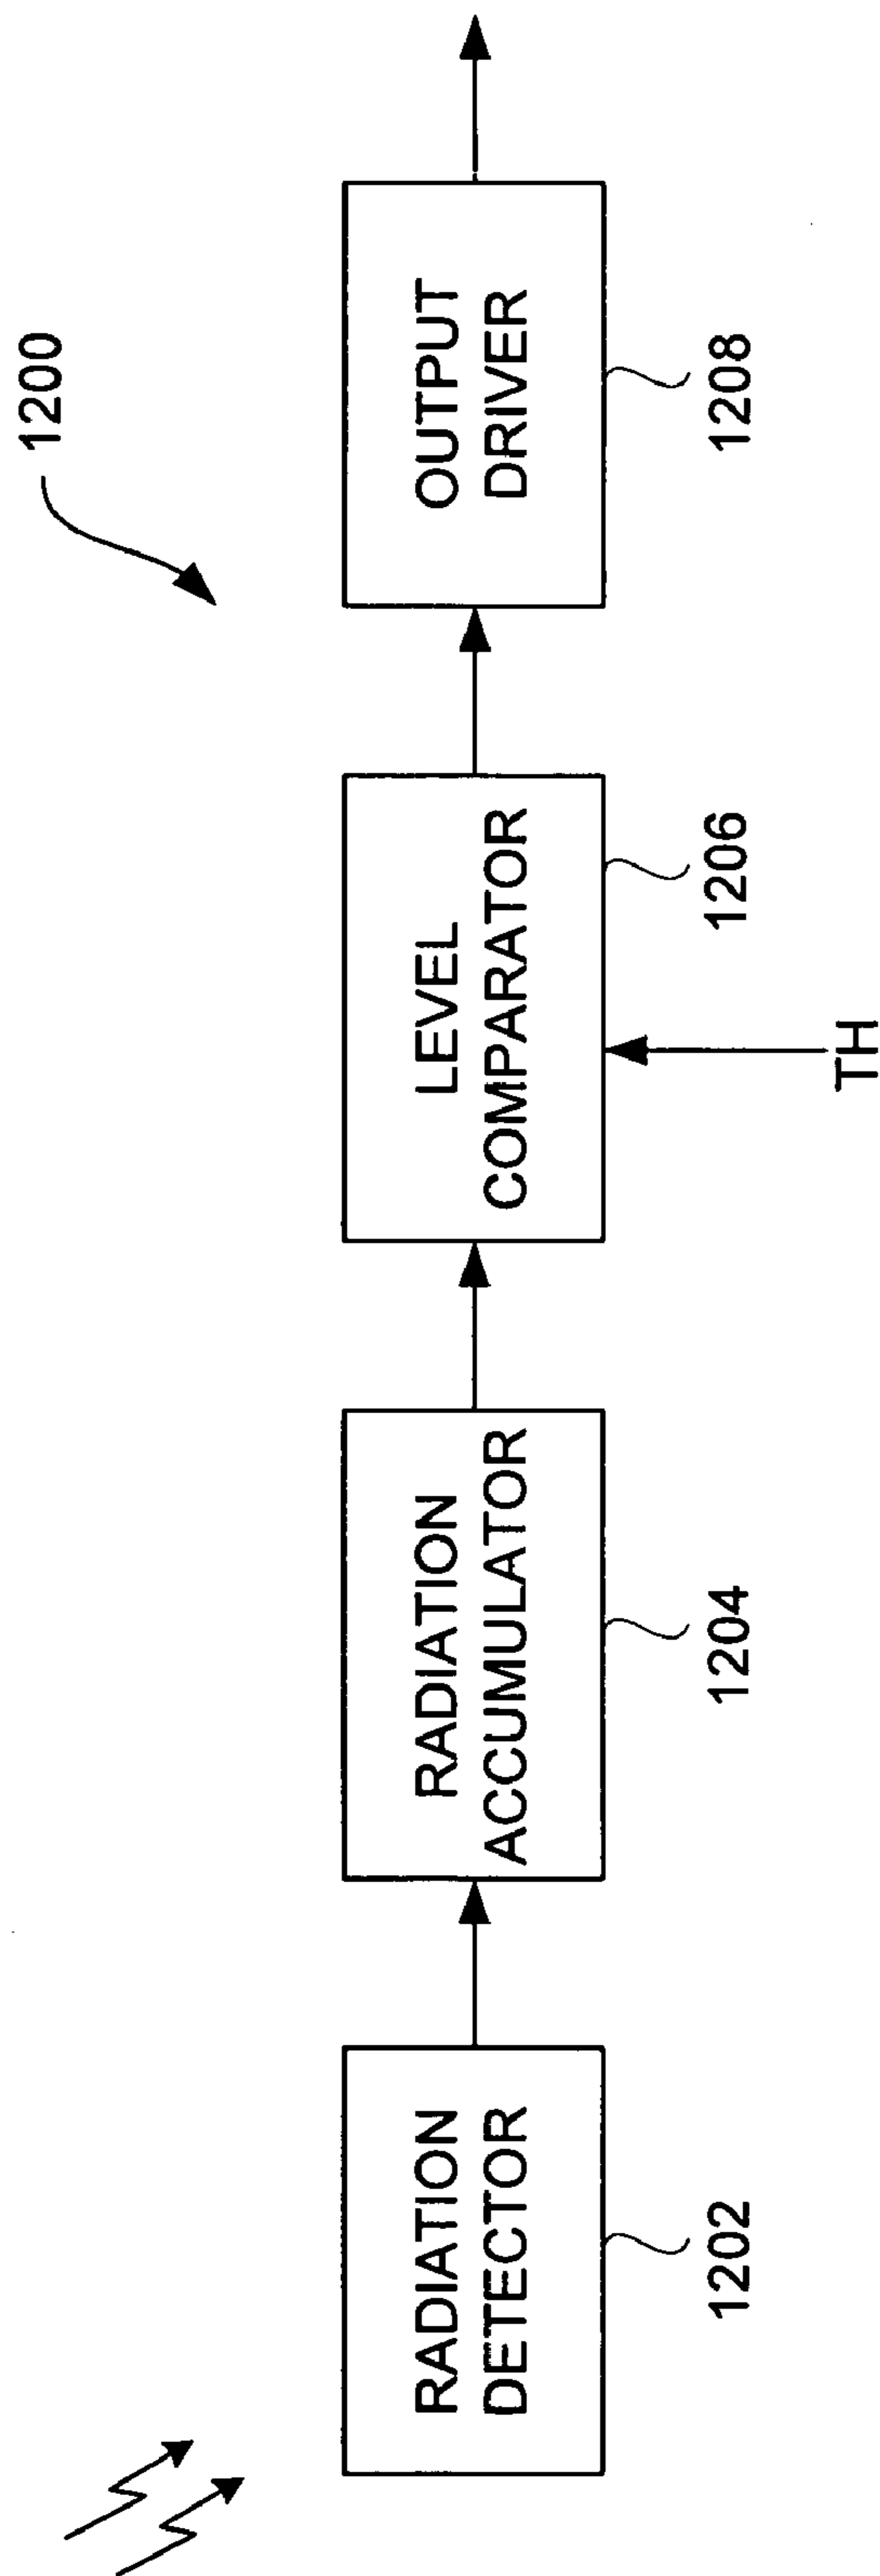 1200
RADIATION
DETECTOR
1202
RADIATION
ACCUMULATOR
1204
LEVEL
COMPARATOR
1206
TH
OUTPUT
DRIVER
1208